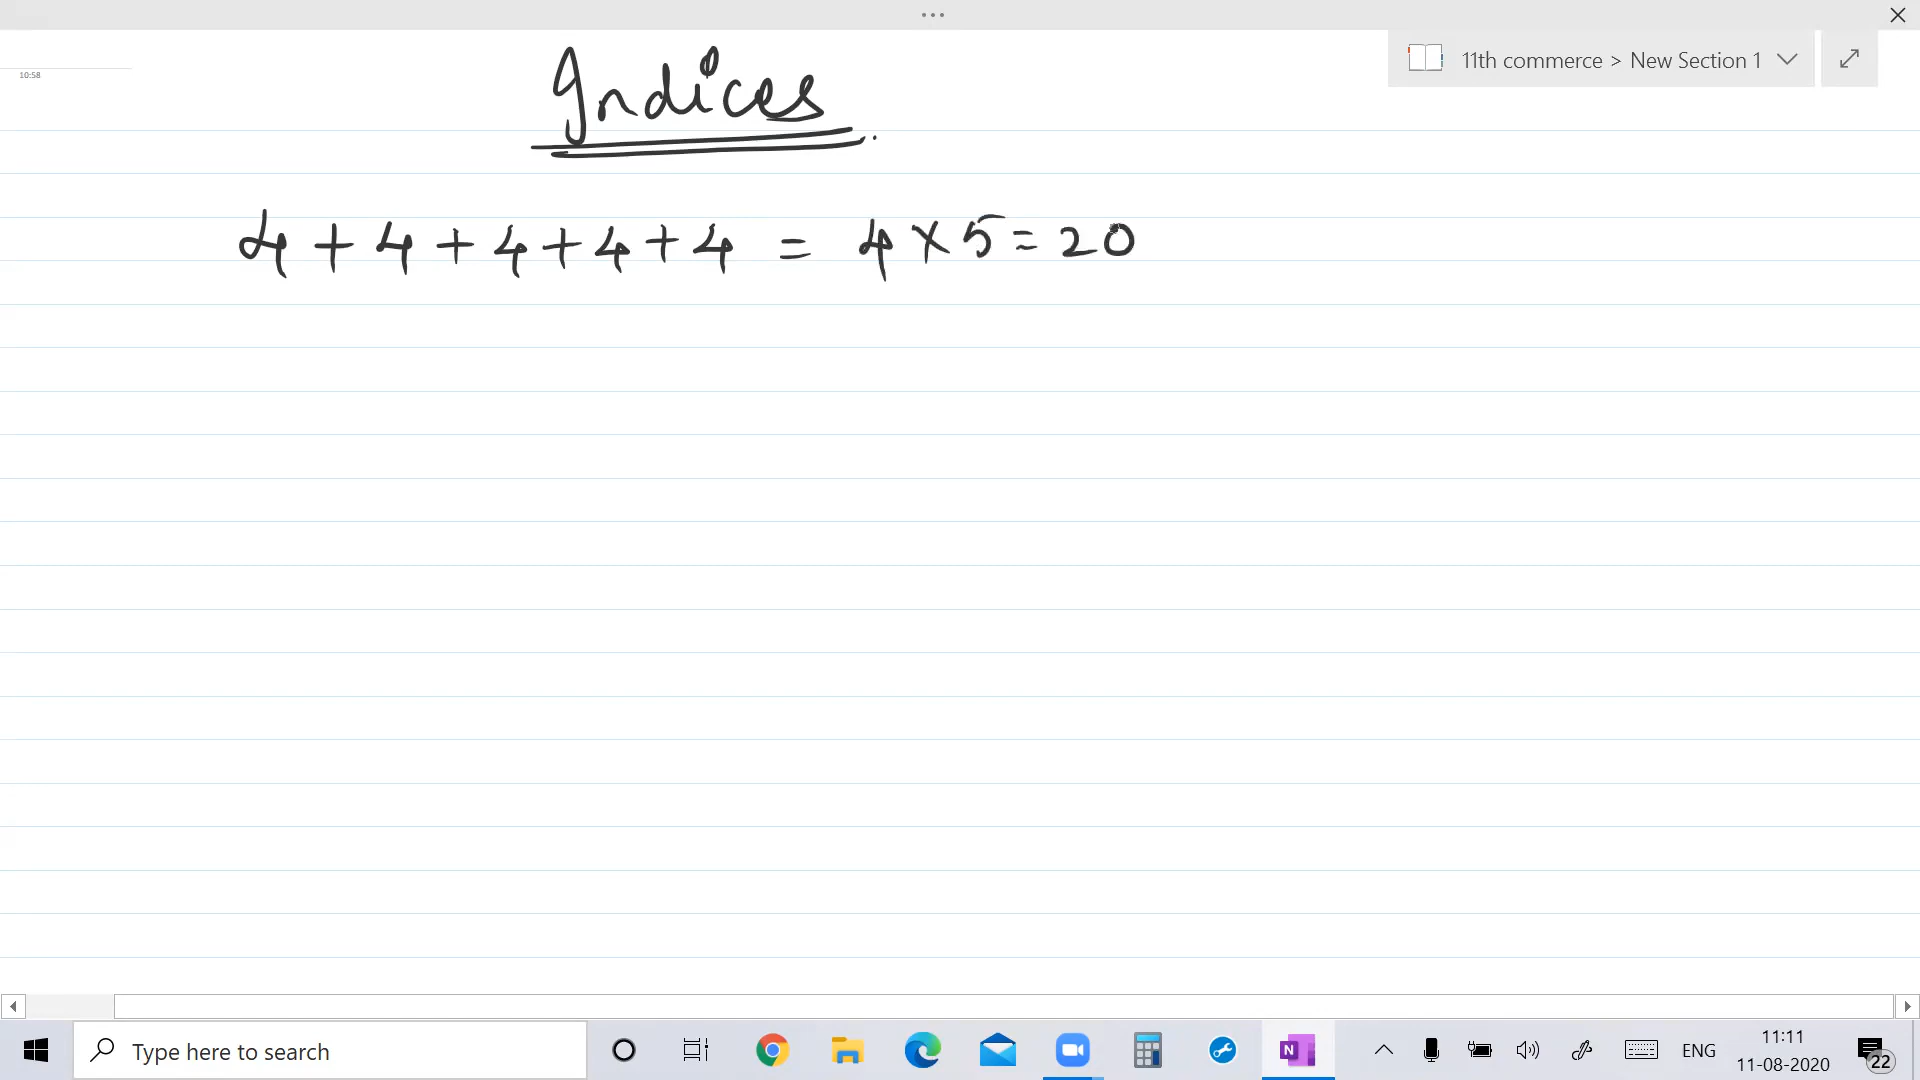 11th commerce > New Section 1
10:58
Indices
4 + 4 + 4 + 4 + 4 = 4 × 5 = 20
Type here to search
N
ENG
11:11
11-08-2020
22